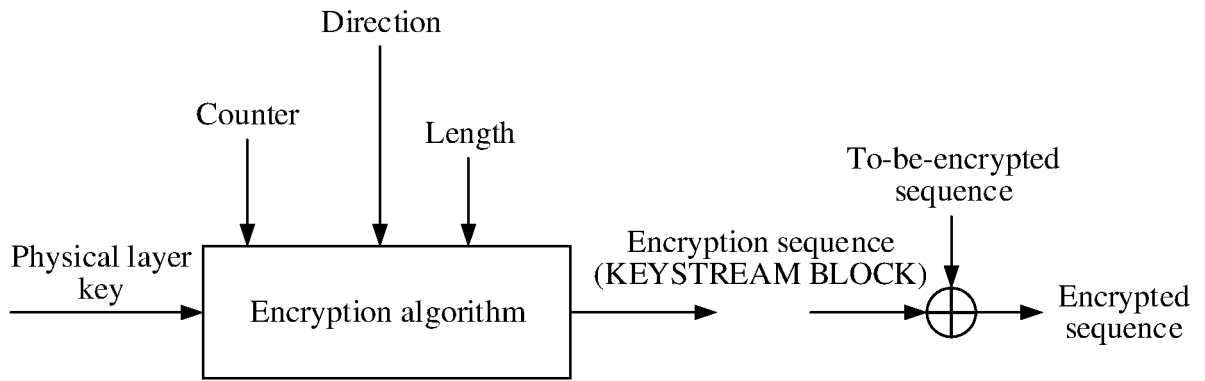 Direction
Counter
Length
To-be-encrypted
sequence
Physical layer
key
Encryption algorithm
Encryption sequence
(KEYSTREAM BLOCK)
Encrypted
sequence